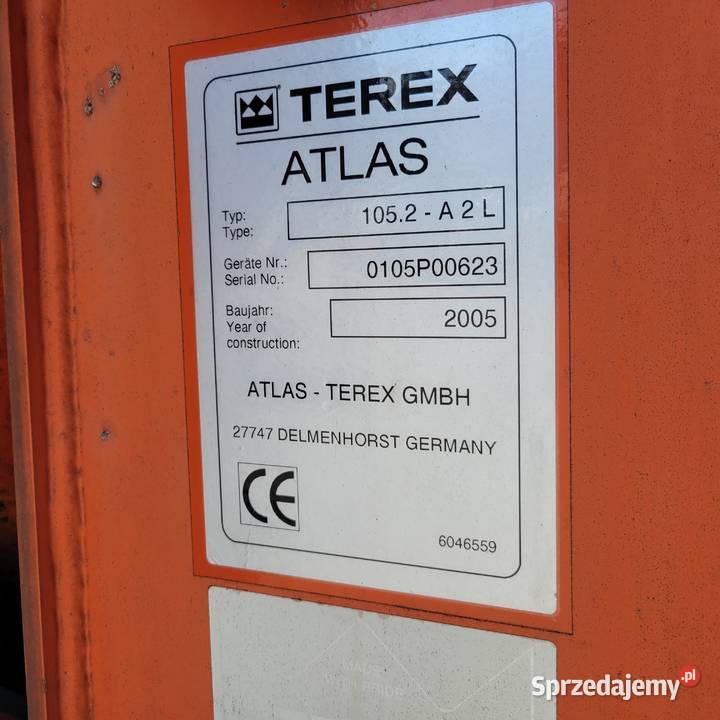 TEREX
ATLAS
Typ:
Type:
105.2 - A 2 L
Geräte Nr.:
Serial No.:
0105P00623
Baujahr:
Year of
construction:
2005
ATLAS - TEREX GMBH
27747 DELMENHORST GERMANY
CE
6046559
MADE
Sprzedajemy.pl